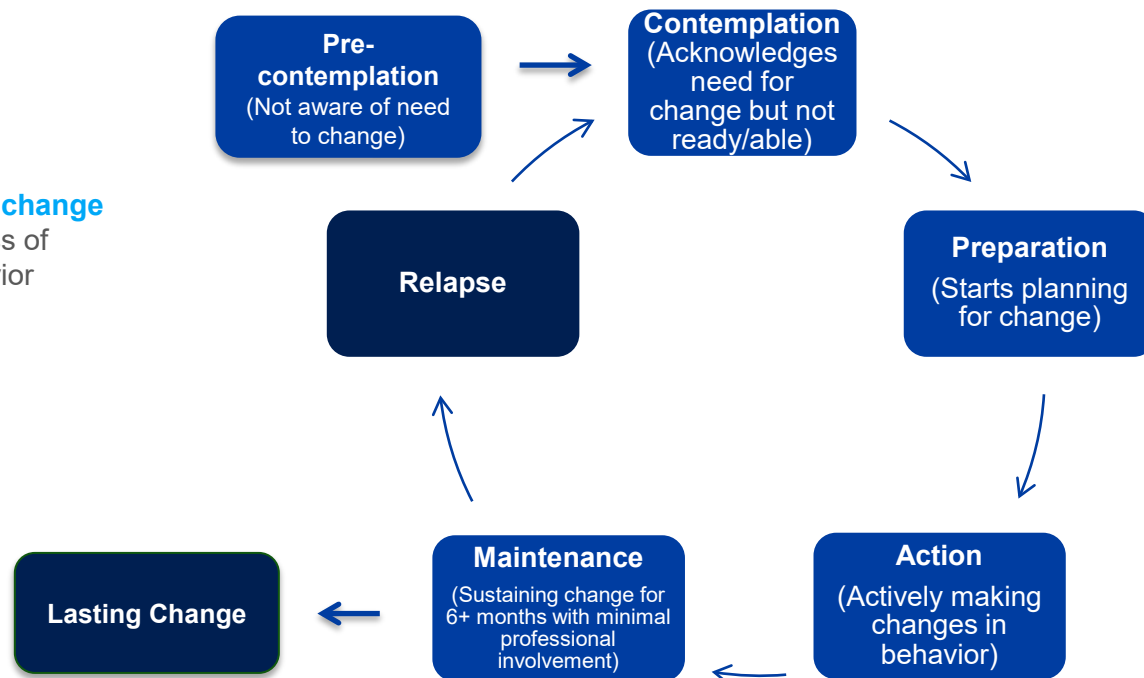 Pre-
contemplation
(Not aware of need
to change)
Contemplation
(Acknowledges
need for
change but not
ready/able)
change
s of
Relapse
Preparation
(Starts planning
for change)
Lasting Change
Maintenance
(Sustaining change for
6+ months with minimal
professional
involvement)
Action
(Actively making
changes in
behavior)